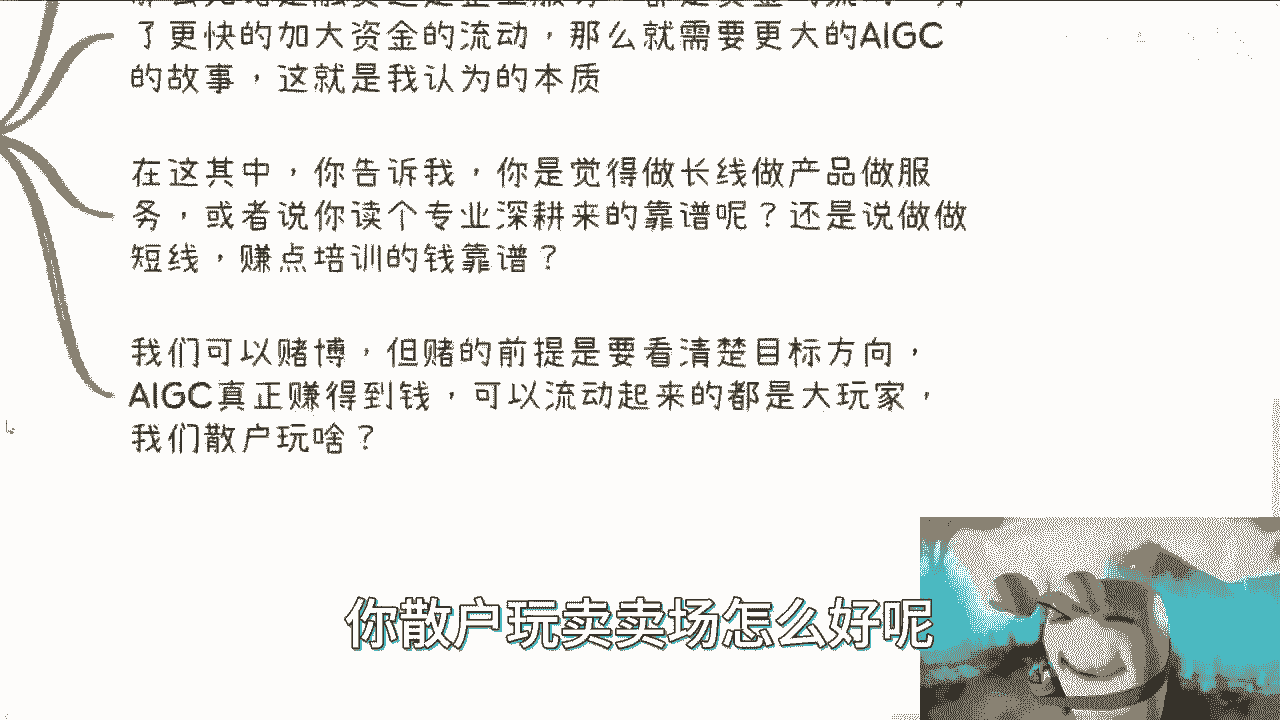 了更快的加大资金的流动，那么就需要更大的AIGC
的故事，这就是我认为的本质
在这其中，你告诉我，你是觉得做长线做产品做服
务，或者说你读个专业深耕来的靠谱呢？还是说做做
短线，赚点培训的钱靠谱？
我们可以赌博，但赌的前提是要看清楚目标方向，
AIGC真正赚得到钱，可以流动起来的都是大玩家，
我们散户玩啥？
你散户玩卖卖场怎么好呢